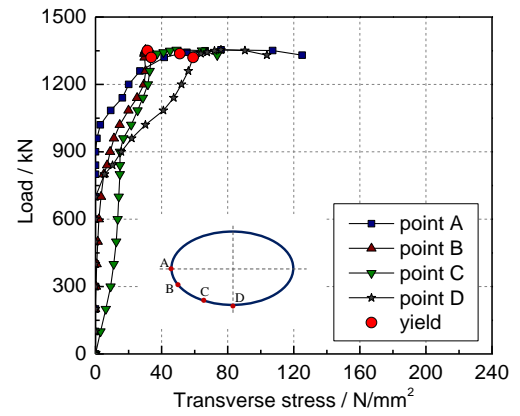 1500
1200
900
600
300
0
Load / kN
0 40 80 120 160 200 240
Transverse stress / N/mm²
A
B
C
D
point A
point B
point C
point D
yield